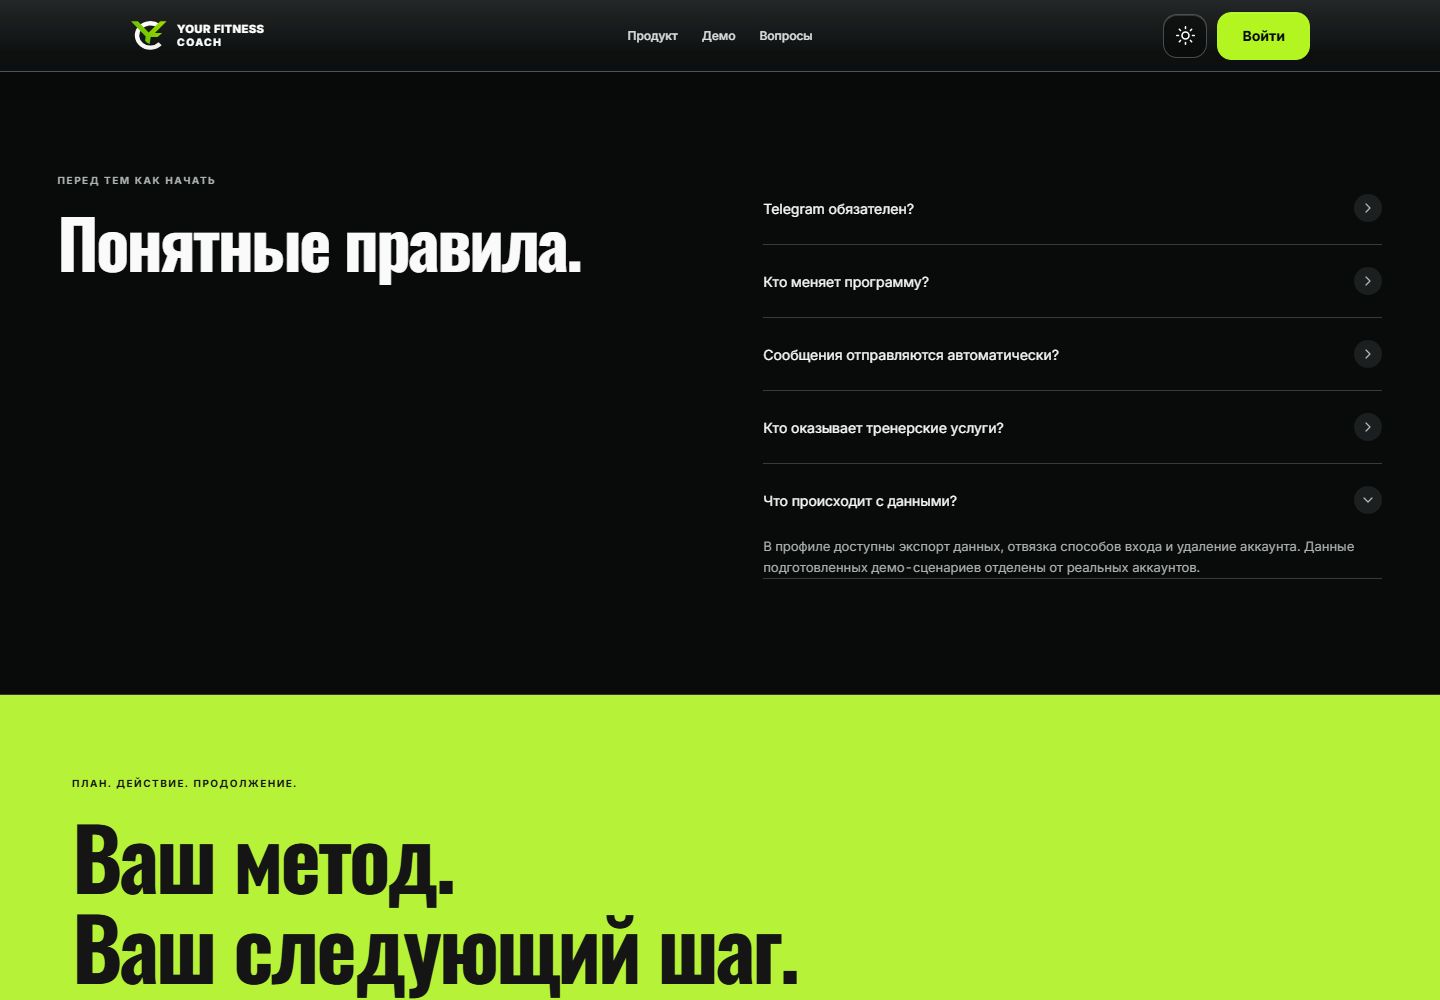 YOUR FITNESS
COACH
Продукт
Демо
Вопросы
Войти
ПЕРЕД ТЕМ КАК НАЧАТЬ
Понятные правила.
Telegram обязателен?
Кто меняет программу?
Сообщения отправляются автоматически?
Кто оказывает тренерские услуги?
Что происходит с данными?
В профиле доступны экспорт данных, отвязка способов входа и удаление аккаунта. Данные
подготовленных демо-сценариев отделены от реальных аккаунтов.
ПЛАН. ДЕЙСТВИЕ. ПРОДОЛЖЕНИЕ.
Ваш метод.
Ваш следующий шаг.